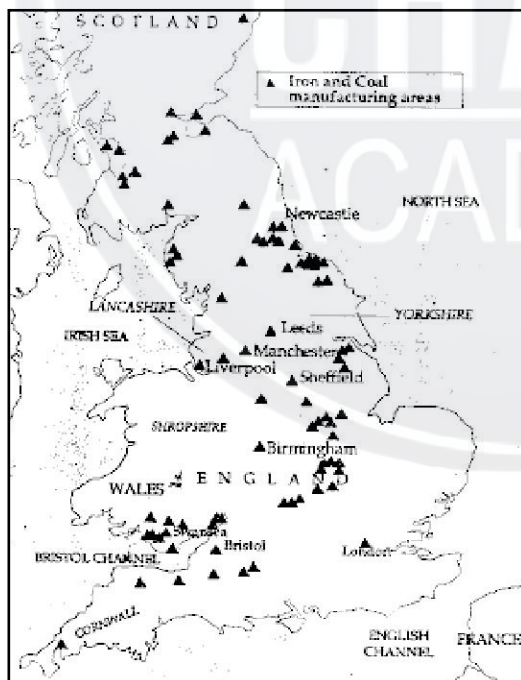 SCOTLAND
▲ Iron and Coal
manufacturing areas
ACAD
NORTH SEA
Newcastle
LANCASHIRE
YORKSHIRE
IRISH SEA
Leeds
Manchester
Liverpool
Sheffield
SHROPSHIRE
Birmingham
ENGLAND
WALES
Swansea
Bristol
London
BRISTOL CHANNEL
CORNWALL
ENGLISH
CHANNEL
FRANCE